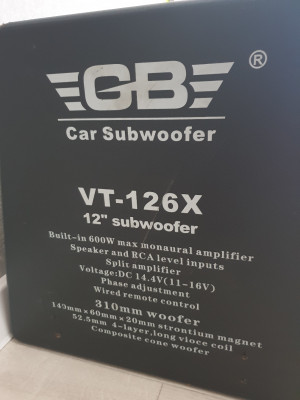 GB®
Car Subwoofer
VT-126X
12" subwoofer
Built-in 600W max monaural amplifier
Speaker and RCA level inputs
Split amplifier
Voltage:DC 14.4V(11-16V)
Phase adjustment
Wired remote control
310mm woofer
149mm×60mm×20mm strontium magnet
52.5mm 4-layer,long vioce coil
Composite cone woofer